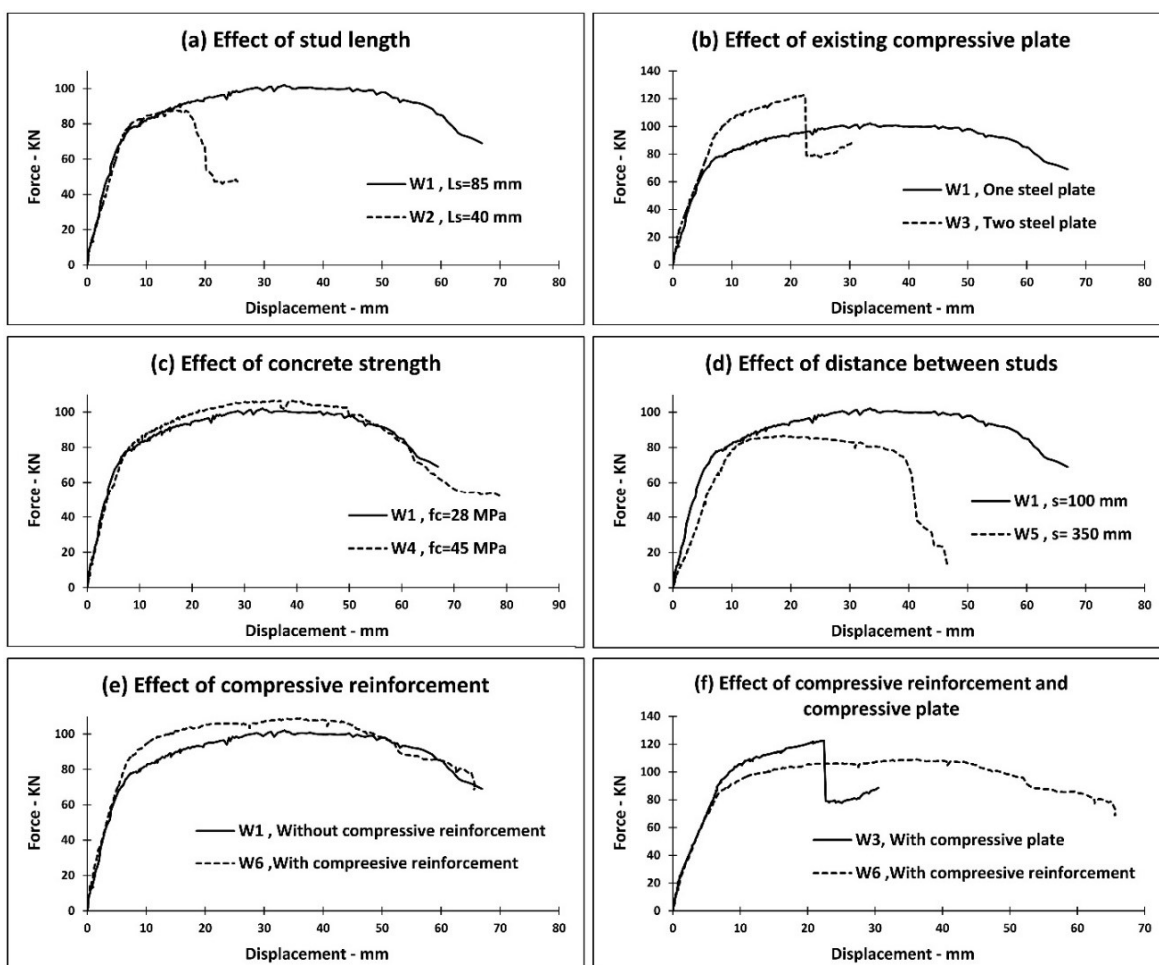 (a) Effect of stud length
Force - KN
100
80
60
40
20
0
0 10 20 30 40 50 60 70 80
Displacement - mm
W1 , Ls=85 mm
W2 , Ls=40 mm
(b) Effect of existing compressive plate
Force - KN
140
120
100
80
60
40
20
0
0 10 20 30 40 50 60 70 80
Displacement - mm
W1 , One steel plate
W3 , Two steel plate
(c) Effect of concrete strength
Force - KN
100
80
60
40
20
0
0 10 20 30 40 50 60 70 80 90
Displacement - mm
W1 , fc=28 MPa
W4 , fc=45 MPa
(d) Effect of distance between studs
Force - KN
100
80
60
40
20
0
0 10 20 30 40 50 60 70 80
Displacement - mm
W1 , s=100 mm
W5 , s= 350 mm
(e) Effect of compressive reinforcement
Force - KN
100
80
60
40
20
0
0 10 20 30 40 50 60 70 80
Displacement - mm
W1 , Without compressive reinforcement
W6 ,With compreesive reinforcement
(f) Effect of compressive reinforcement and
compressive plate
Force - KN
140
120
100
80
60
40
20
0
0 10 20 30 40 50 60 70 80
Displacement - mm
W3, With compressive plate
W6 ,With compreesive reinforcement